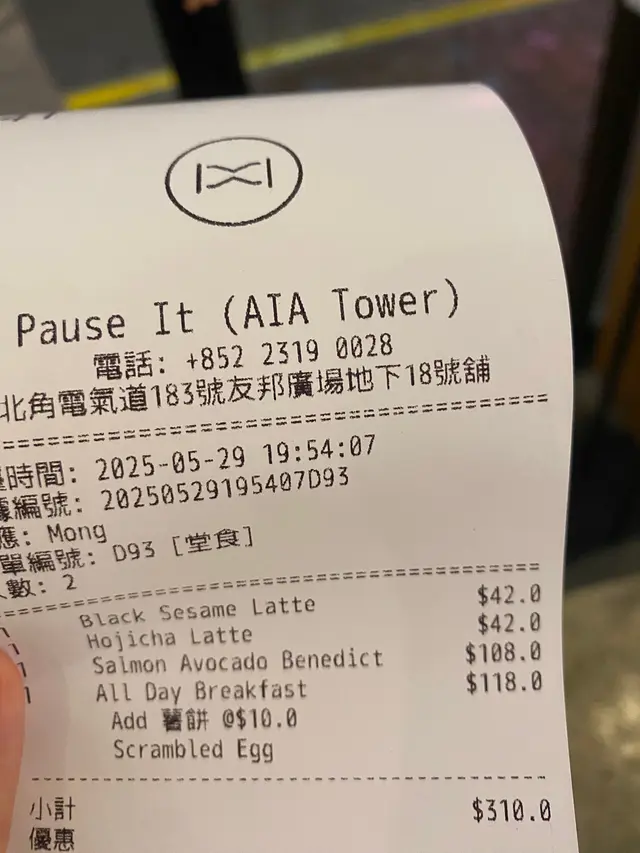 Pause It (AIA Tower)
電話: +852 2319 0028
北角電氣道183號友邦廣場地下18號舖
時間: 2025-05-29 19:54:07
編號: 20250529195407D93
應: Mong
單編號: D93 [堂食]
數: 2
Black Sesame Latte $42.0
Hojicha Latte $42.0
Salmon Avocado Benedict $108.0
All Day Breakfast $118.0
Add 薯餅 @$10.0
Scrambled Egg
小計 $310.0
優惠